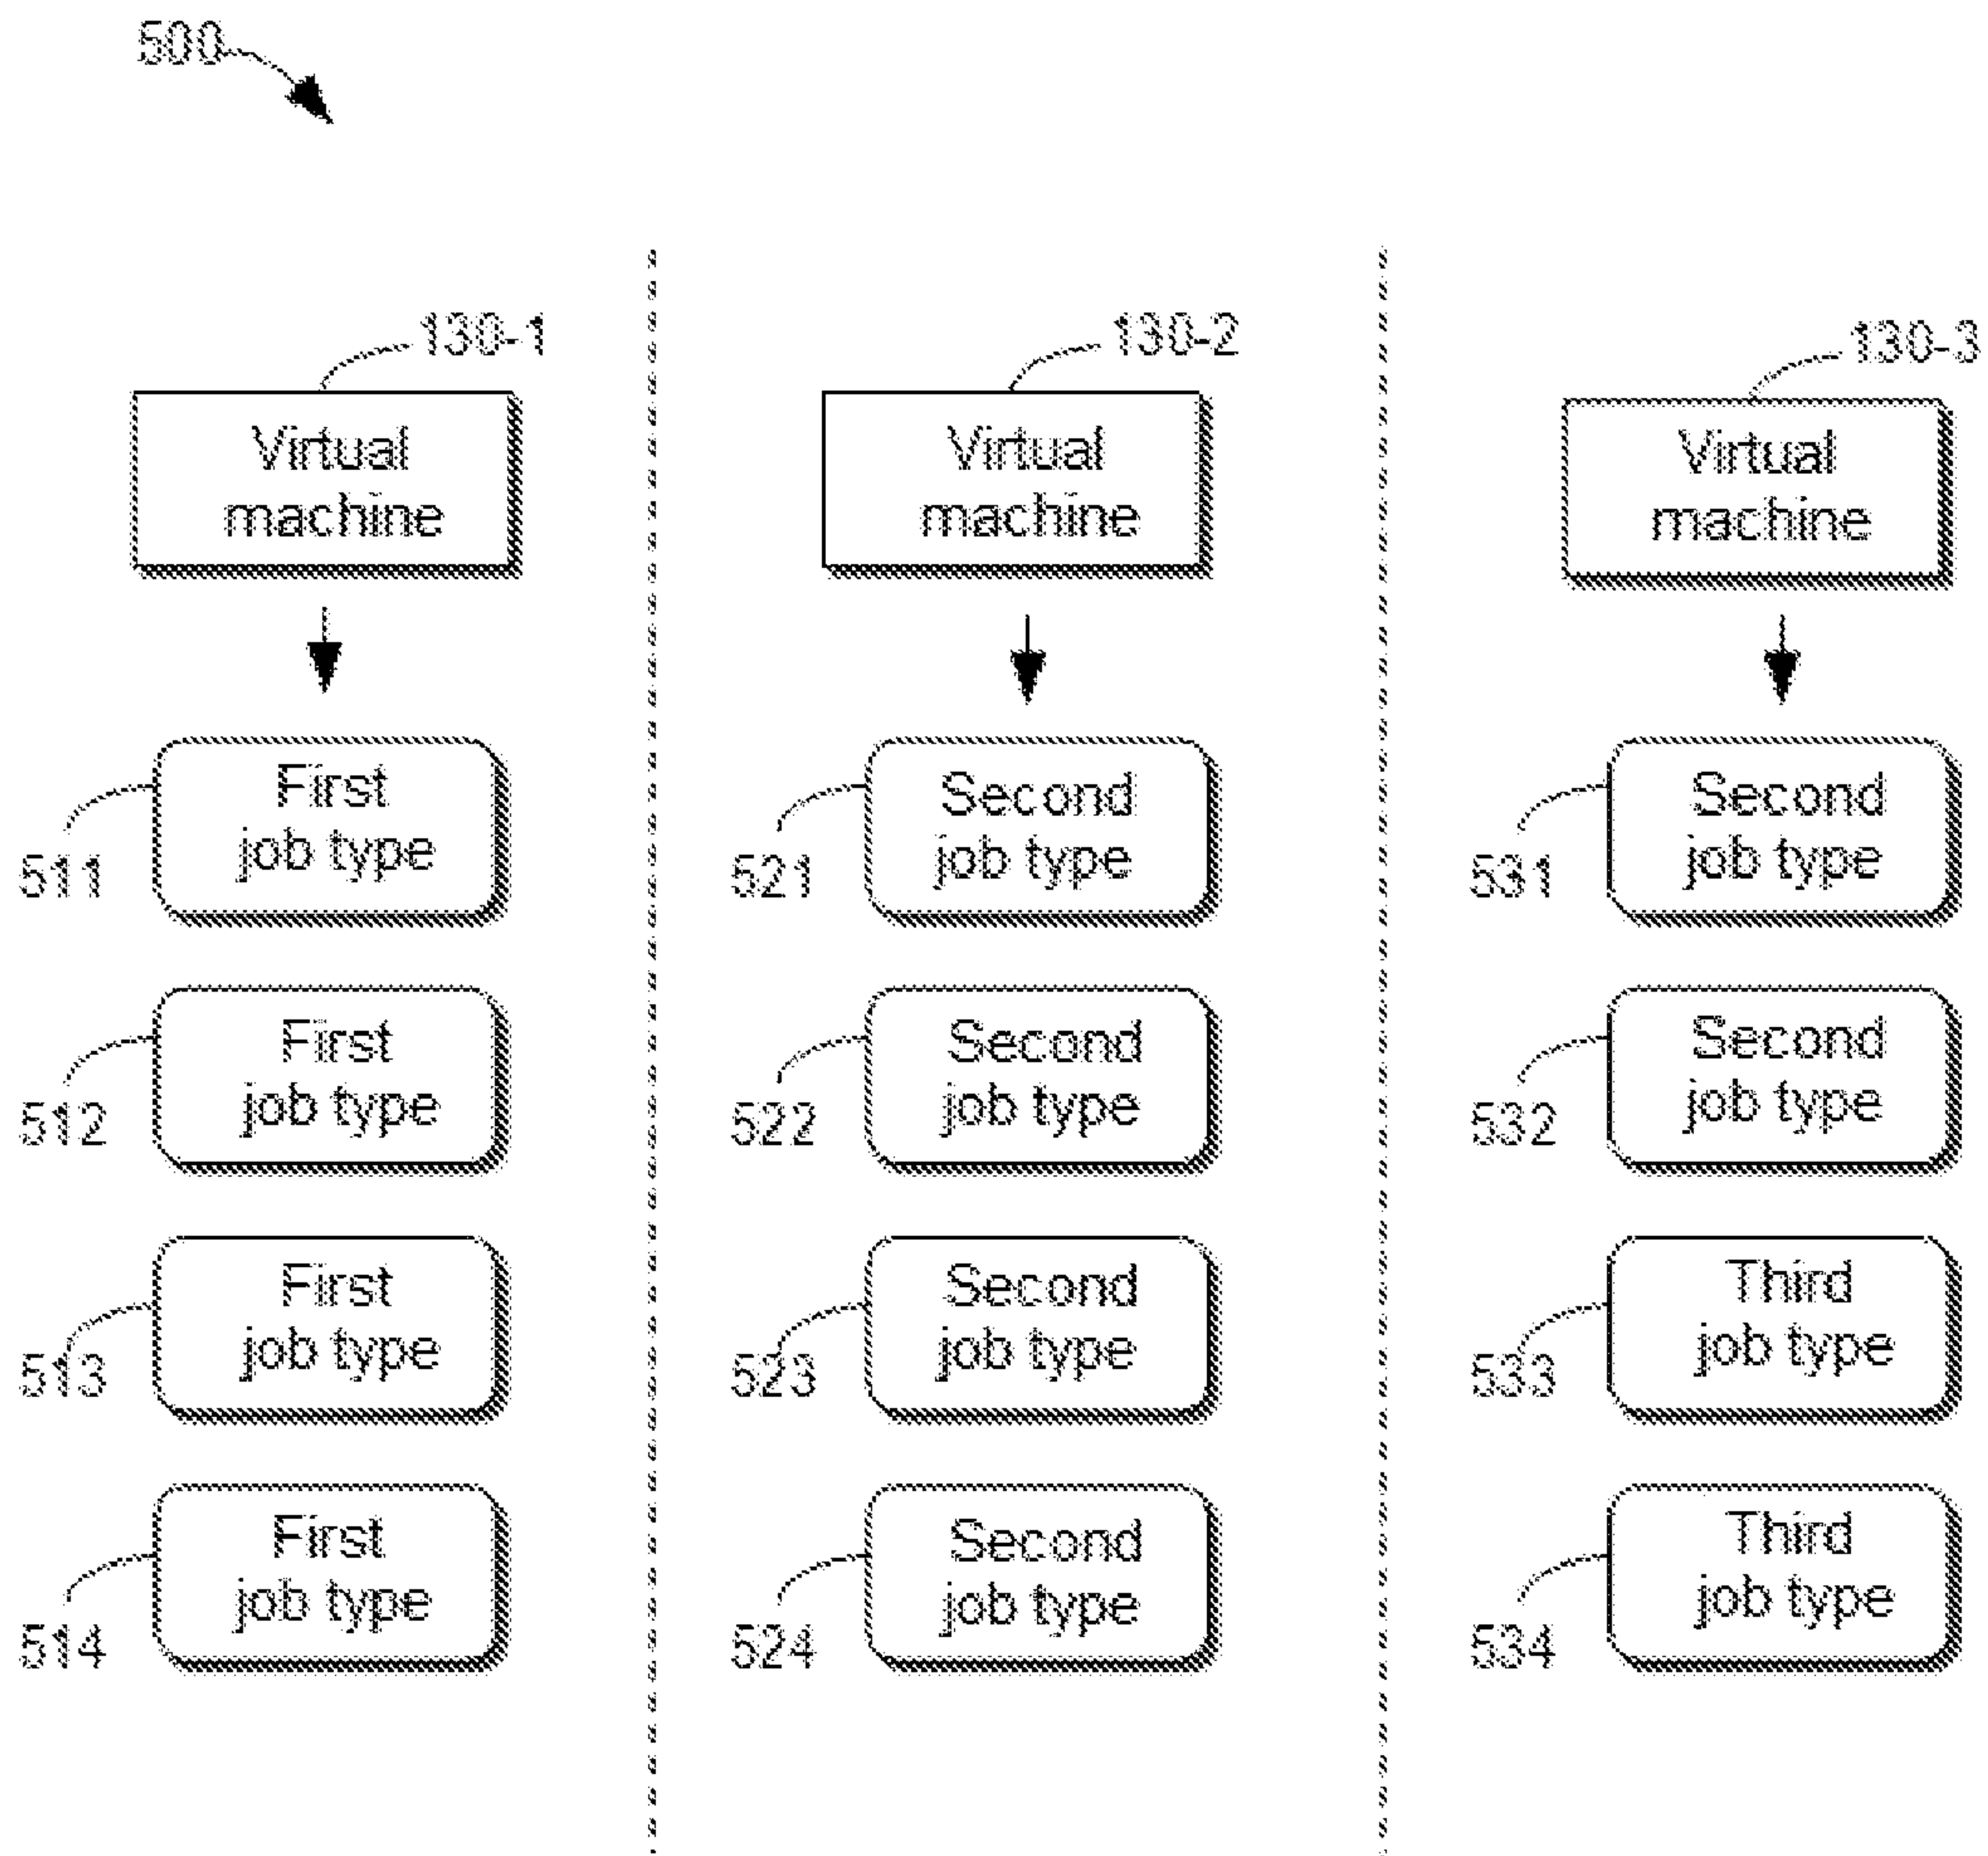 500
130-1
Virtual
machine
511
First
job type
512
First
job type
513
First
job type
514
First
job type
130-2
Virtual
machine
521
Second
job type
522
Second
job type
523
Second
job type
524
Second
job type
130-3
Virtual
machine
531
Second
job type
532
Second
job type
533
Third
job type
534
Third
job type